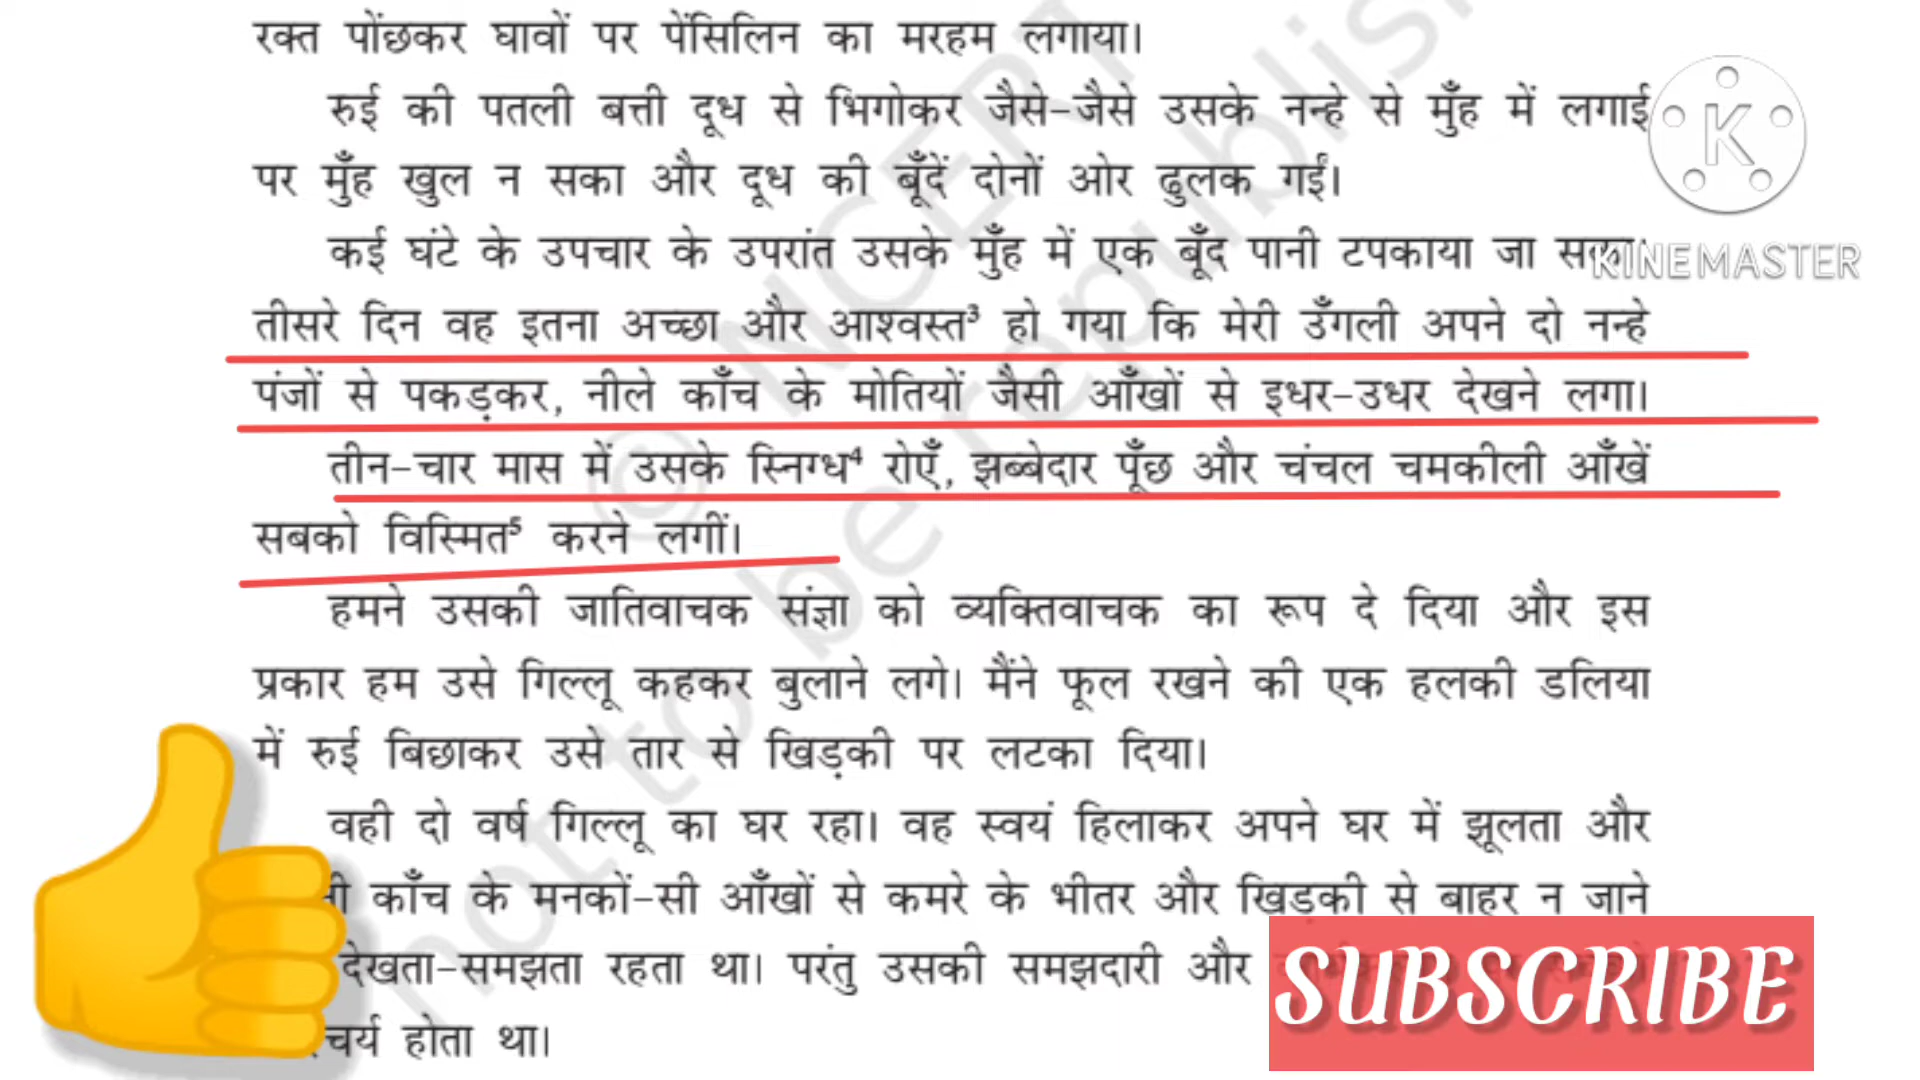 रक्त पोंछकर घावों पर पेंसिलिन का मरहम लगाया।
रुई की पतली बत्ती दूध से भिगोकर जैसे-जैसे उसके नन्हे से मुँह में लगाई
पर मुँह खुल न सका और दूध की बूँदें दोनों ओर ढुलक गईं।
कई घंटे के उपचार के उपरांत उसके मुँह में एक बूँद पानी टपकाया जा सका।
KINEMASTER
तीसरे दिन वह इतना अच्छा और आश्वस्त³ हो गया कि मेरी उँगली अपने दो नन्हे
पंजों से पकड़कर, नीले काँच के मोतियों जैसी आँखों से इधर-उधर देखने लगा।
तीन-चार मास में उसके स्निग्ध⁴ रोएँ, झब्बेदार पूँछ और चंचल चमकीली आँखें
सबको विस्मित⁵ करने लगीं।
हमने उसकी जातिवाचक संज्ञा को व्यक्तिवाचक का रूप दे दिया और इस
प्रकार हम उसे गिल्लू कहकर बुलाने लगे। मैंने फूल रखने की एक हलकी डलिया
में रुई बिछाकर उसे तार से खिड़की पर लटका दिया।
वही दो वर्ष गिल्लू का घर रहा। वह स्वयं हिलाकर अपने घर में झूलता और
काँच के मनकों-सी आँखों से कमरे के भीतर और खिड़की से बाहर न जाने
देखता-समझता रहता था। परंतु उसकी समझदारी और
SUBSCRIBE
होता था।
© NCERT
not to be republish